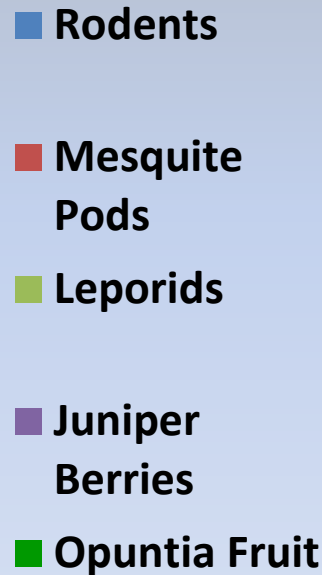 Rodents
Mesquite
Pods
Leporids
Juniper
Berries
Opuntia Fruit